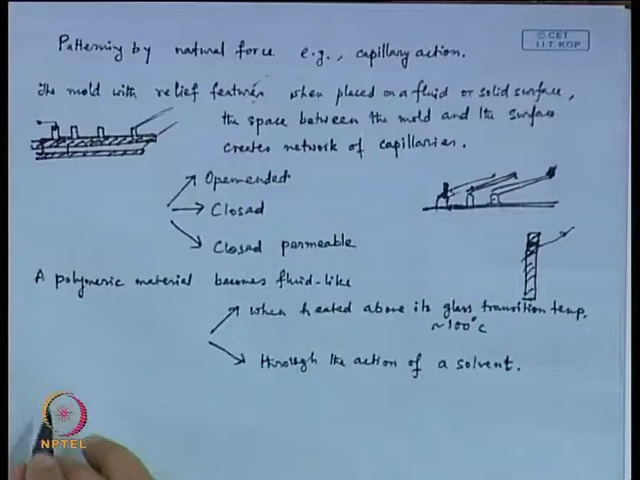 Patterning by natural force e.g., capillary action.
© CET
I.I.T. KGP
The mold with relief features when placed on a fluid or solid surface,
the space between the mold and the surface
creates network of capillaries.
Openended
Closed
Closed permeable
A polymeric material becomes fluid-like
when heated above its glass transition temp.
~100°c
through the action of a solvent.
NPTEL